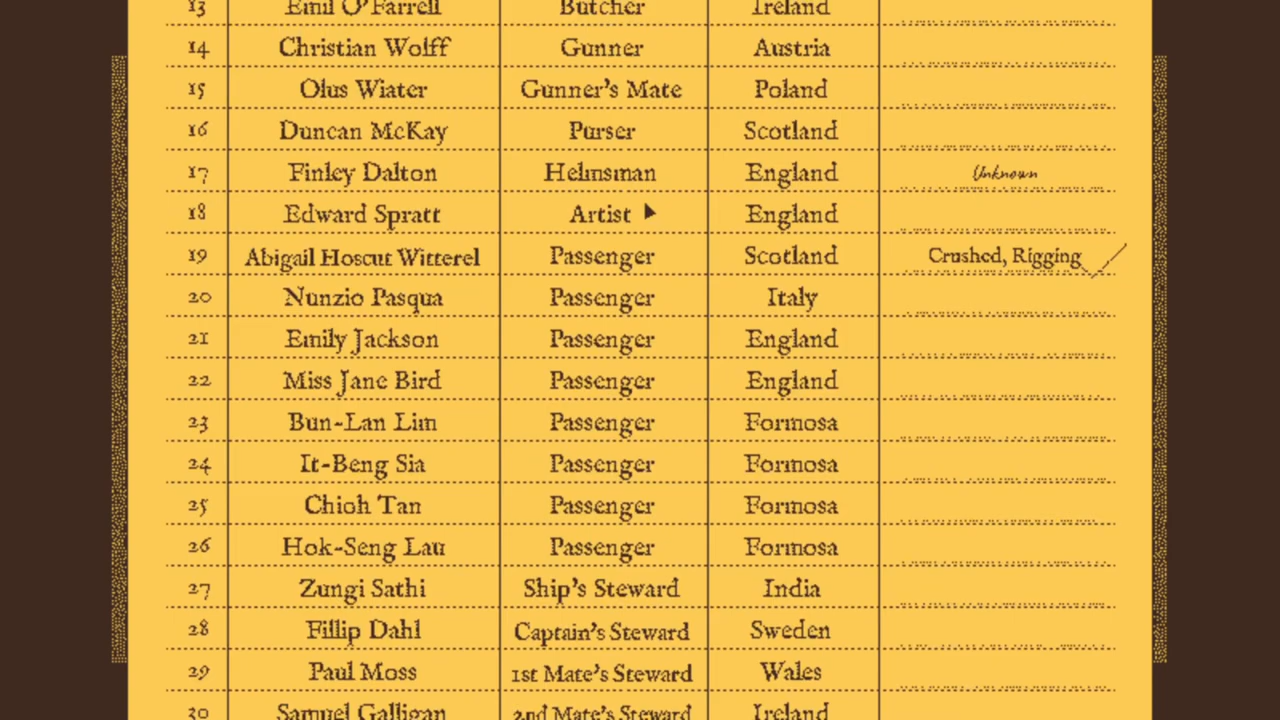 13 Emil O'Farrell Butcher Ireland
14 Christian Wolff Gunner Austria
15 Olus Wiater Gunner's Mate Poland
16 Duncan McKay Purser Scotland
17 Finley Dalton Helmsman England Unknown
18 Edward Spratt Artist England
19 Abigail Hoscut Witterel Passenger Scotland Crushed, Rigging
20 Nunzio Pasqua Passenger Italy
21 Emily Jackson Passenger England
22 Miss Jane Bird Passenger England
23 Bun-Lan Lim Passenger Formosa
24 It-Beng Sia Passenger Formosa
25 Chioh Tan Passenger Formosa
26 Hok-Seng Lau Passenger Formosa
27 Zungi Sathi Ship's Steward India
28 Fillip Dahl Captain's Steward Sweden
29 Paul Moss 1st Mate's Steward Wales
30 Samuel Galligan 2nd Mate's Steward Ireland